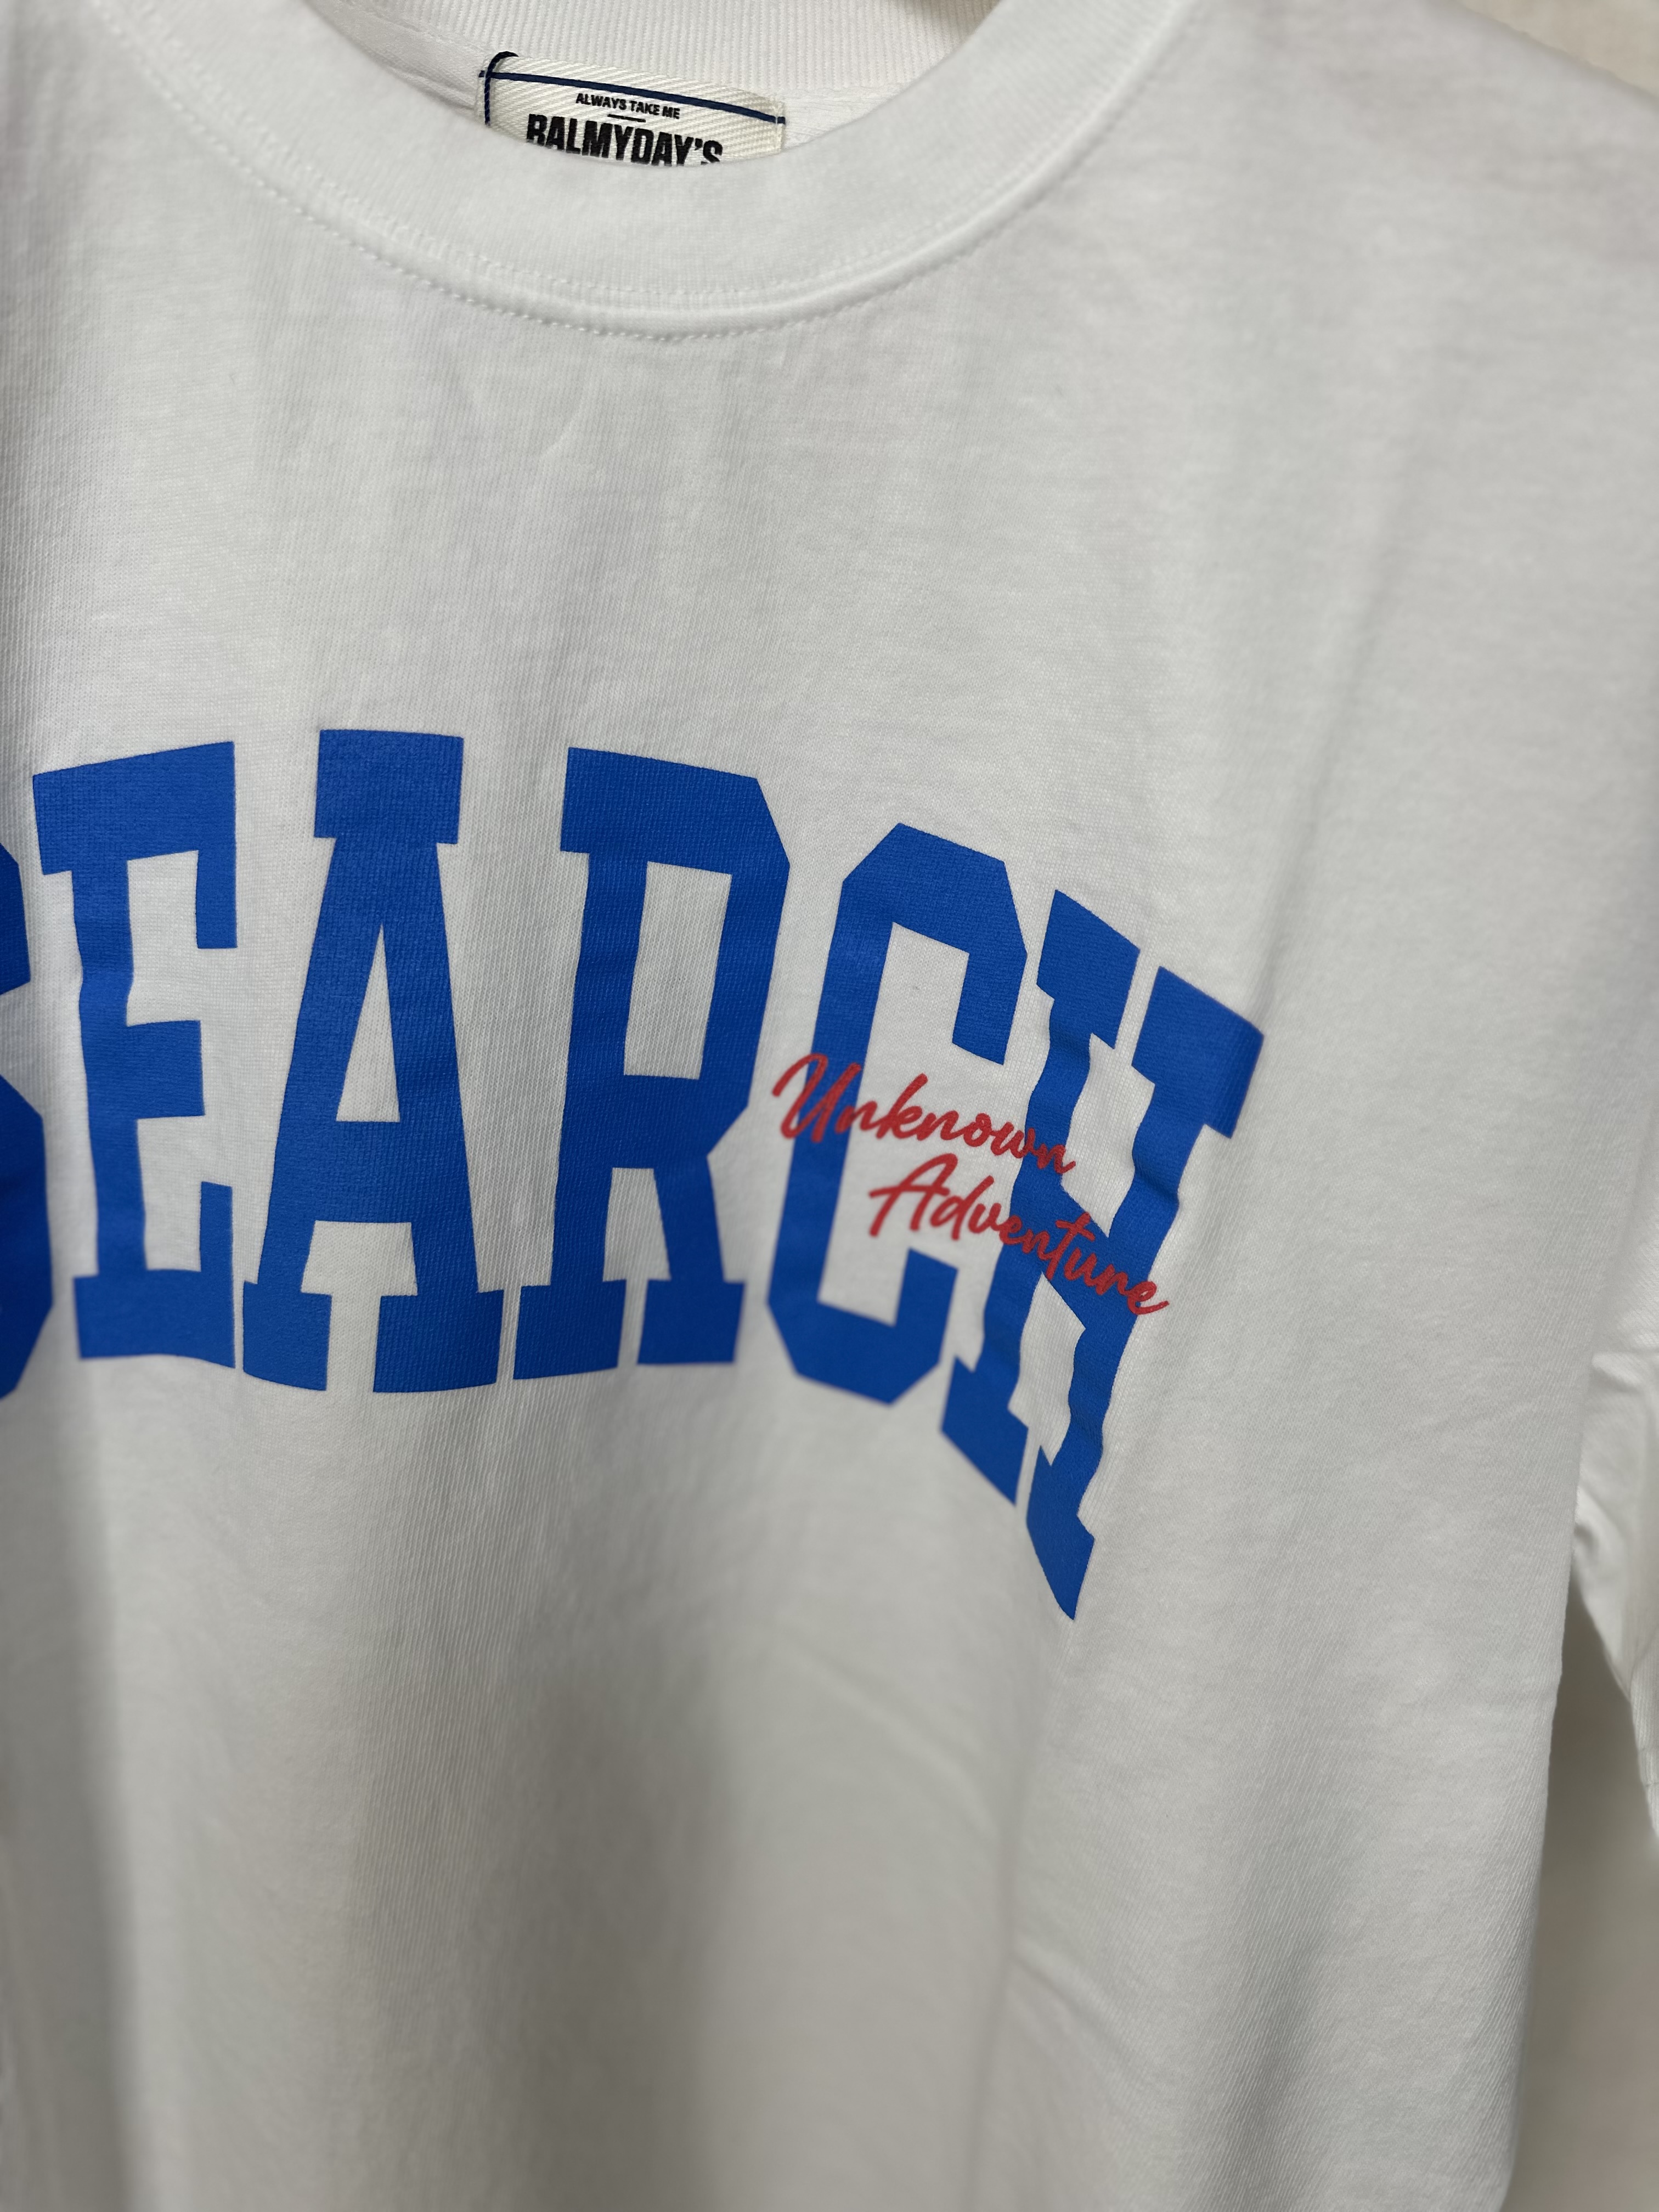 ALWAYS TAKE ME
BALMYDAY'S
SEARCH
Unknown
Adventure